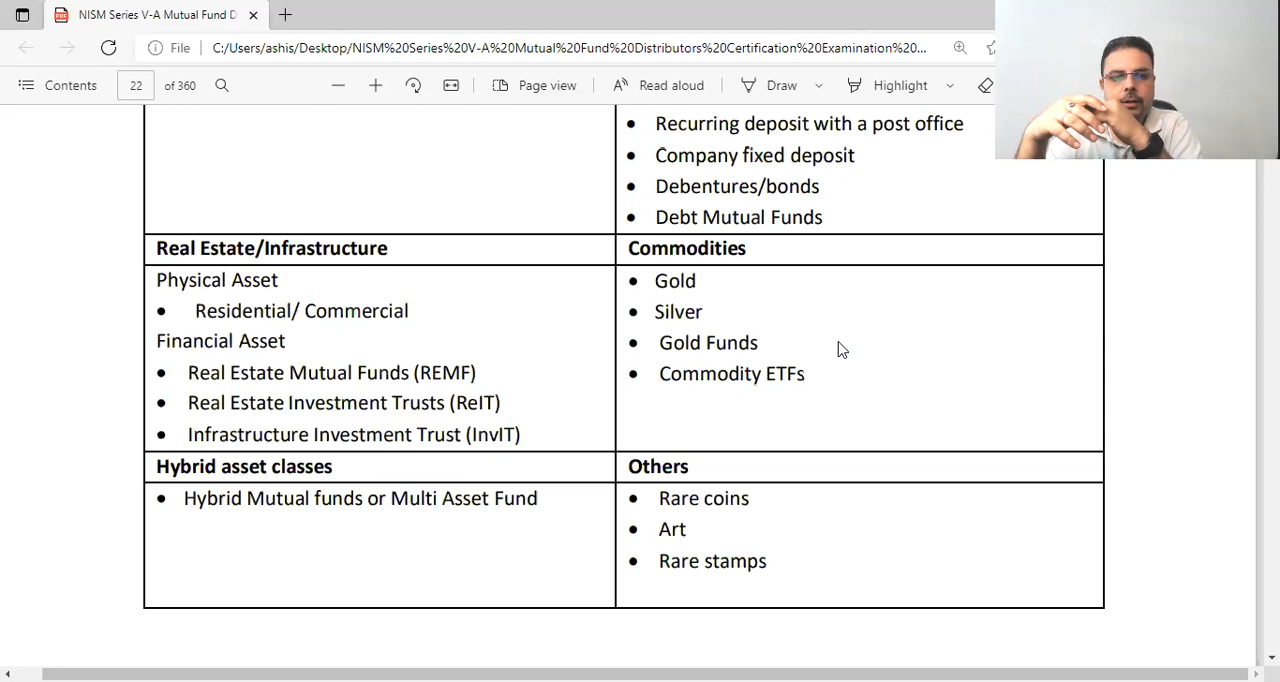 NISM Series V-A Mutual Fund D
File
C:/Users/ashis/Desktop/NISM%20Series%20V-A%20Mutual%20Fund%20Distributors%20Certification%20Examination%20...
Contents
22
of 360
Page view
Read aloud
Draw
Highlight
• Recurring deposit with a post office
• Company fixed deposit
• Debentures/bonds
• Debt Mutual Funds
Real Estate/Infrastructure
Physical Asset
• Residential/ Commercial
Financial Asset
• Real Estate Mutual Funds (REMF)
• Real Estate Investment Trusts (ReIT)
• Infrastructure Investment Trust (InvIT)
Commodities
• Gold
• Silver
• Gold Funds
• Commodity ETFs
Hybrid asset classes
• Hybrid Mutual funds or Multi Asset Fund
Others
• Rare coins
• Art
• Rare stamps